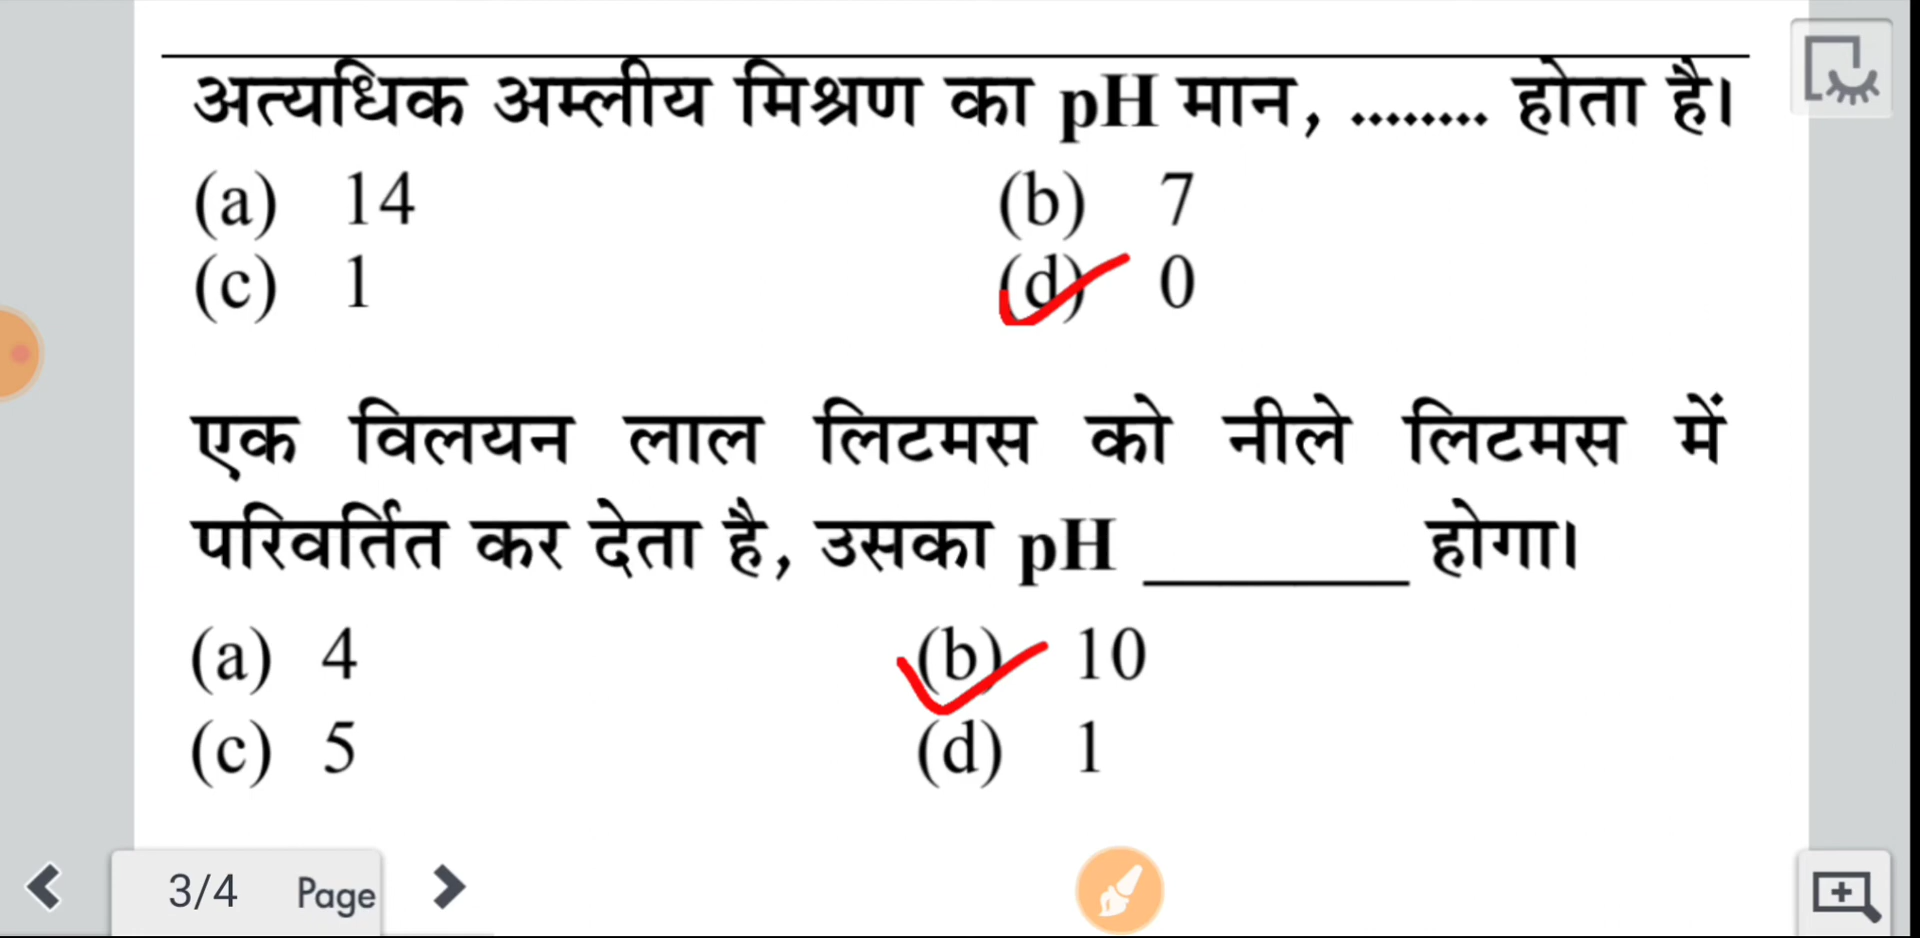 अत्यधिक अम्लीय मिश्रण का pH मान, ........ होता है।
(a) 14 (b) 7
(c) 1 (d) 0
एक विलयन लाल लिटमस को नीले लिटमस में
परिवर्तित कर देता है, उसका pH ________ होगा।
(a) 4 (b) 10
(c) 5 (d) 1
3/4 Page